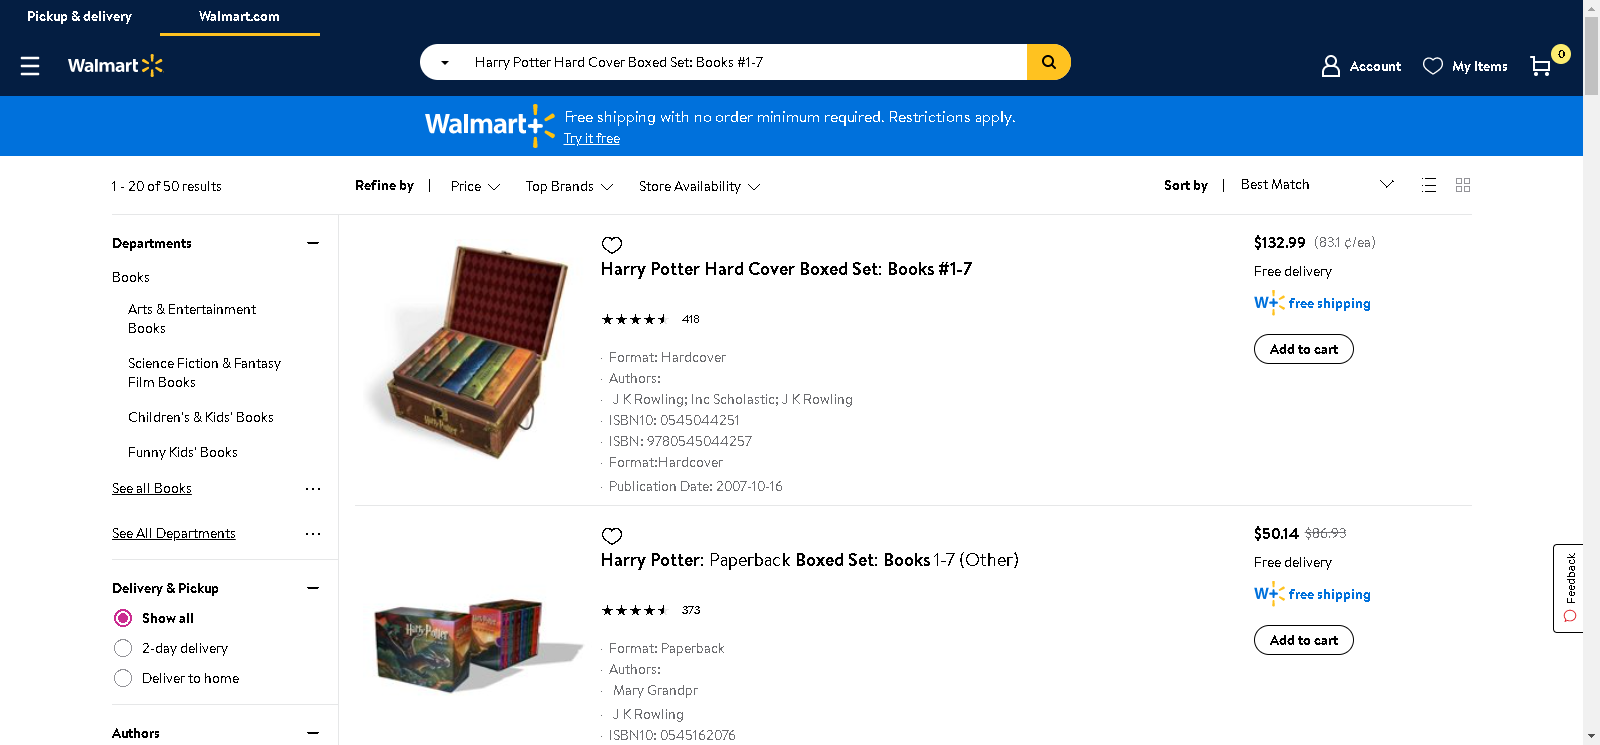 Pickup & delivery
Walmart.com
Walmart
Harry Potter Hard Cover Boxed Set: Books #1-7
Account
My Items
0
Walmart+
Free shipping with no order minimum required. Restrictions apply.
Try it free
1 - 20 of 50 results
Refine by
Price
Top Brands
Store Availability
Sort by
Best Match
Departments
Books
Arts & Entertainment
Books
Science Fiction & Fantasy
Film Books
Children's & Kids' Books
Funny Kids' Books
See all Books
See All Departments
Delivery & Pickup
Show all
2-day delivery
Deliver to home
Authors
Harry Potter
Harry Potter Hard Cover Boxed Set: Books #1-7
418
· Format: Hardcover
· Authors:
· J K Rowling; Inc Scholastic; J K Rowling
· ISBN10: 0545044251
· ISBN: 9780545044257
· Format:Hardcover
· Publication Date: 2007-10-16
$132.99 (83.1 ¢/ea)
Free delivery
W+ free shipping
Add to cart
Harry Potter
Harry Potter: Paperback Boxed Set: Books 1-7 (Other)
373
· Format: Paperback
· Authors:
· Mary Grandpr
· J K Rowling
· ISBN10: 0545162076
$50.14 $86.93
Free delivery
W+ free shipping
Add to cart
Feedback